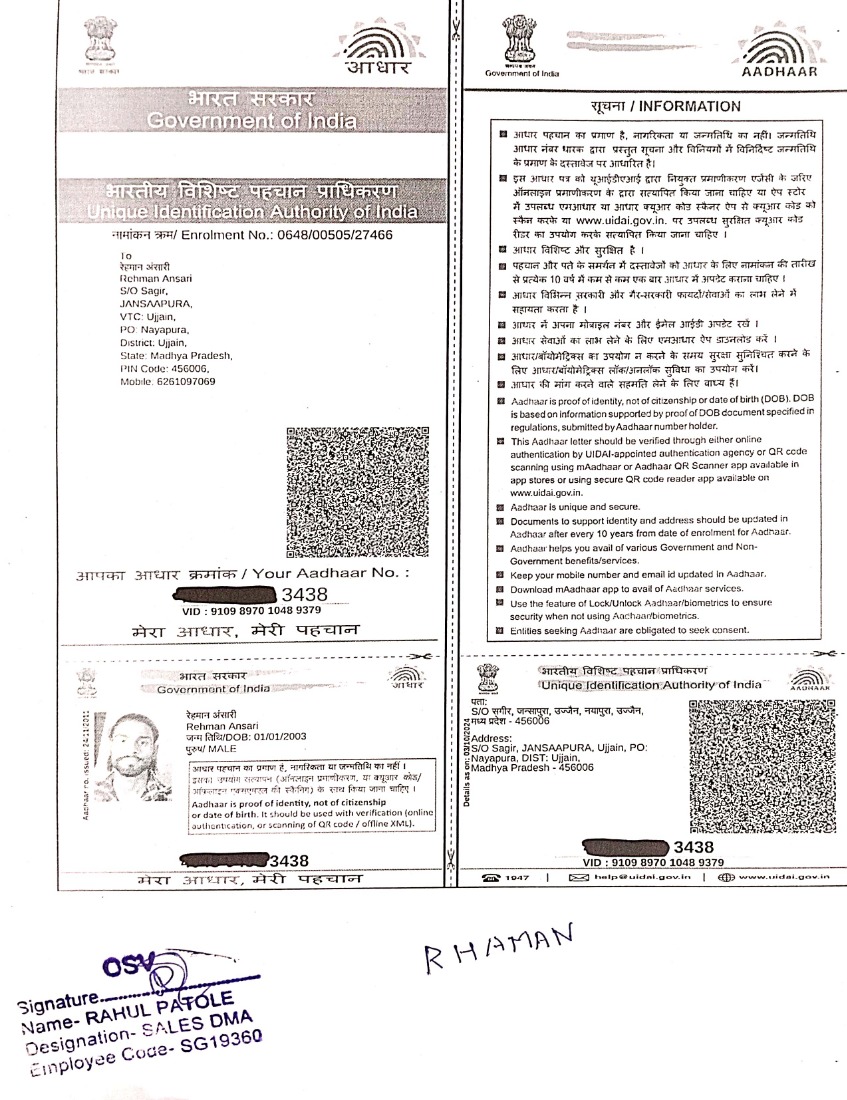 भारत सरकार
Government of India
आधार
भारत सरकार
Government of India
भारतीय विशिष्ट पहचान प्राधिकरण
Unique Identification Authority of India
नामांकन क्रम/ Enrolment No.: 0648/00505/27466
To
रेहमान अंसारी
Rehman Ansari
S/O Sagir,
JANSAAPURA,
VTC: Ujjain,
PO: Nayapura,
District: Ujjain,
State: Madhya Pradesh,
PIN Code: 456006,
Mobile: 6261097069
आपका आधार क्रमांक / Your Aadhaar No. :
3438
VID : 9109 8970 1048 9379
मेरा आधार, मेरी पहचान
Government of India
AADHAAR
सूचना / INFORMATION
आधार पहचान का प्रमाण है, नागरिकता या जन्मतिथि का नहीं। जन्मतिथि
आधार नंबर धारक द्वारा प्रस्तुत सूचना और विनियमों में विनिर्दिष्ट जन्मतिथि
के प्रमाण के दस्तावेज पर आधारित है।
इस आधार पत्र को यूआईडीएआई द्वारा नियुक्त प्रमाणीकरण एजेंसी के जरिए
ऑनलाइन प्रमाणीकरण के द्वारा सत्यापित किया जाना चाहिए या ऐप स्टोर
में उपलब्ध एमआधार या आधार क्यूआर कोड स्कैनर ऐप से क्यूआर कोड को
स्कैन करके या www.uidai.gov.in. पर उपलब्ध सुरक्षित क्यूआर कोड
रीडर का उपयोग करके सत्यापित किया जाना चाहिए ।
आधार विशिष्ट और सुरक्षित है ।
पहचान और पते के समर्थन में दस्तावेजों को आधार के लिए नामांकन की तारीख
से प्रत्येक 10 वर्ष में कम से कम एक बार आधार में अपडेट कराना चाहिए ।
आधार विभिन्न सरकारी और गैर-सरकारी फायदों/सेवाओं का लाभ लेने में
सहायता करता है ।
आधार में अपना मोबाइल नंबर और ईमेल आईडी अपडेट रखें ।
आधार सेवाओं का लाभ लेने के लिए एमआधार ऐप डाउनलोड करें ।
आधार/बॉयोमेट्रिक्स का उपयोग न करने के समय सुरक्षा सुनिश्चित करने के
लिए आधार/बॉयोमेट्रिक्स लॉक/अनलॉक सुविधा का उपयोग करें।
आधार की मांग करने वाले सहमति लेने के लिए बाध्य हैं।
Aadhaar is proof of identity, not of citizenship or date of birth (DOB). DOB
is based on information supported by proof of DOB document specified in
regulations, submitted by Aadhaar number holder.
This Aadhaar letter should be verified through either online
authentication by UIDAI-appointed authentication agency or QR code
scanning using mAadhaar or Aadhaar QR Scanner app available in
app stores or using secure QR code reader app available on
www.uidai.gov.in.
Aadhaar is unique and secure.
Documents to support identity and address should be updated in
Aadhaar after every 10 years from date of enrolment for Aadhaar.
Aadhaar helps you avail of various Government and Non-
Government benefits/services.
Keep your mobile number and email id updated in Aadhaar.
Download mAadhaar app to avail of Aadhaar services.
Use the feature of Lock/Unlock Aadhaar/biometrics to ensure
security when not using Aadhaar/biometrics.
Entities seeking Aadhaar are obligated to seek consent.
भारत सरकार
Government of India
आधार
Aadhaar no. issued: 24/11/2011
रेहमान अंसारी
Rehman Ansari
जन्म तिथि/DOB: 01/01/2003
पुरुष/ MALE
आधार पहचान का प्रमाण है, नागरिकता या जन्मतिथि का नहीं ।
इसका उपयोग सत्यापन (ऑनलाइन प्रमाणीकरण, या क्यूआर कोड/
ऑफलाइन एक्सएमएल की स्कैनिंग) के साथ किया जाना चाहिए ।
Aadhaar is proof of identity, not of citizenship
or date of birth. It should be used with verification (online
authentication, or scanning of QR code / offline XML).
3438
मेरा आधार, मेरी पहचान
भारतीय विशिष्ट पहचान प्राधिकरण
Unique Identification Authority of India
AADHAAR
Details as on: 03/10/2024
पता:
S/O सगीर, जन्सापुरा, उज्जैन, नयापुरा, उज्जैन,
मध्य प्रदेश - 456006
Address:
S/O Sagir, JANSAAPURA, Ujjain, PO:
Nayapura, DIST: Ujjain,
Madhya Pradesh - 456006
3438
VID : 9109 8970 1048 9379
1947 | help@uidai.gov.in | www.uidai.gov.in
RHAMAN
OSV
Signature
Name- RAHUL PATOLE
Designation- SALES DMA
Employee Code- SG19360